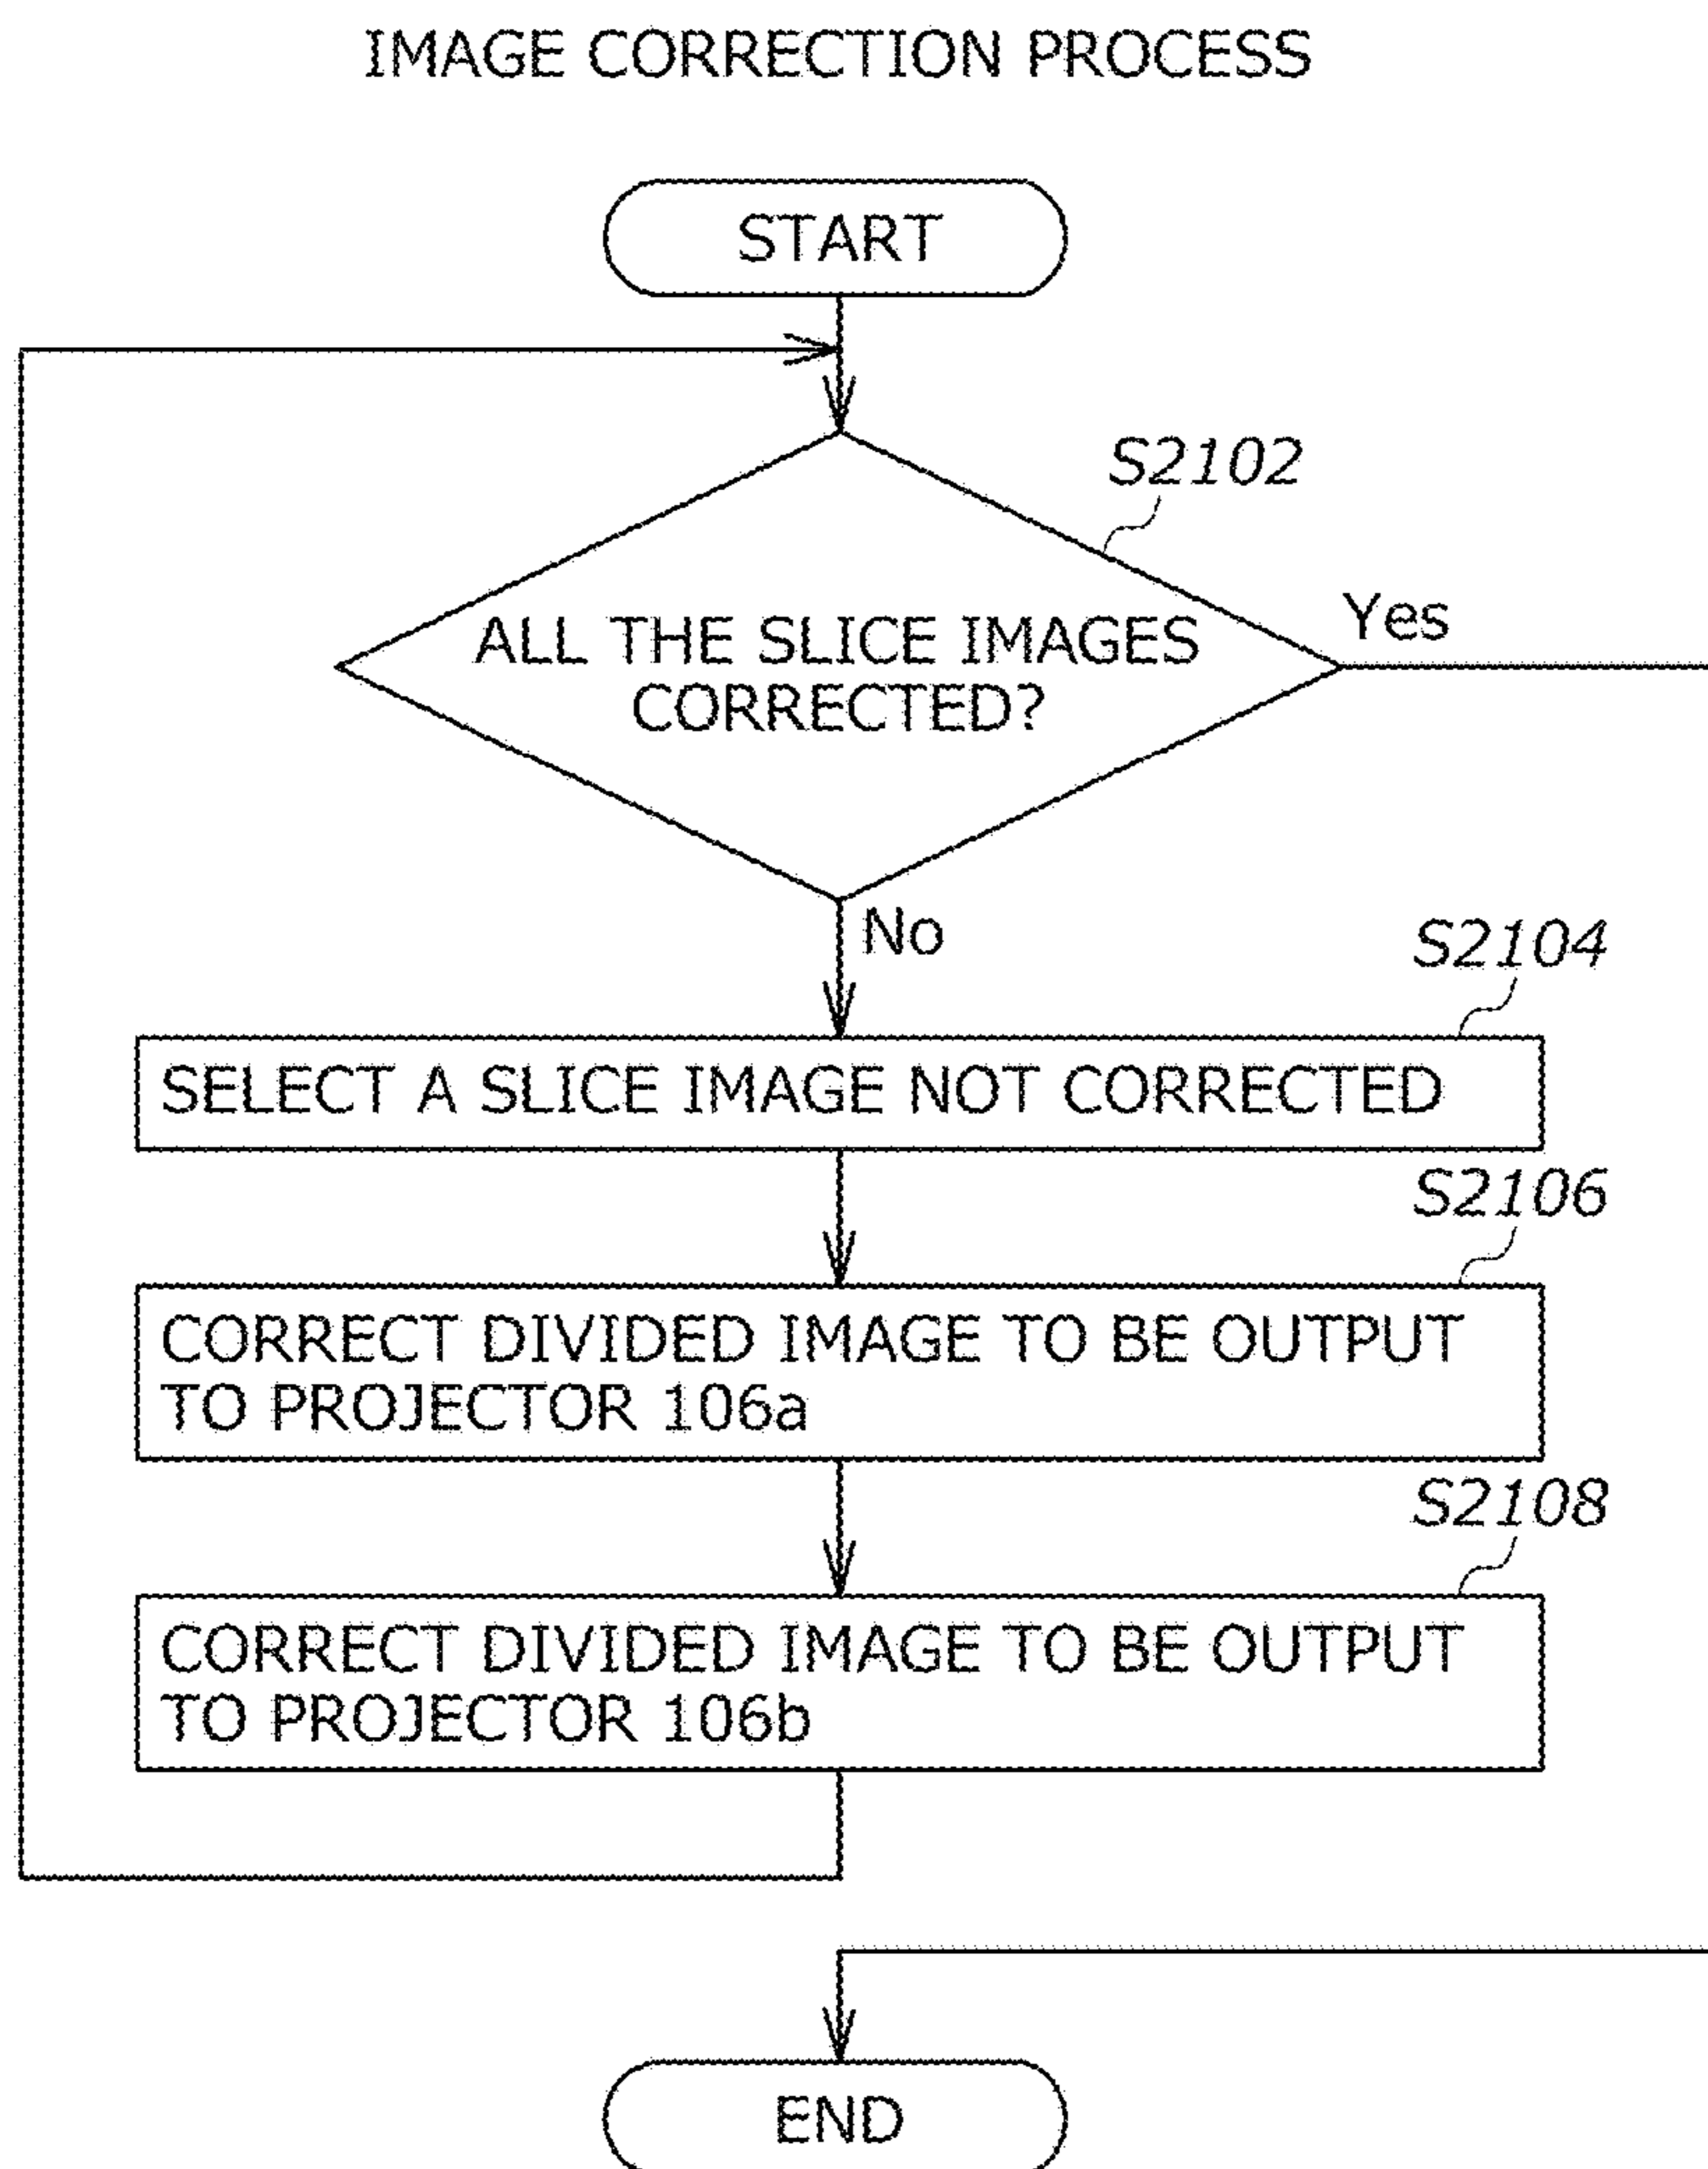 IMAGE CORRECTION PROCESS
START
S2102
ALL THE SLICE IMAGES
CORRECTED?
Yes
No
S2104
SELECT A SLICE IMAGE NOT CORRECTED
S2106
CORRECT DIVIDED IMAGE TO BE OUTPUT
TO PROJECTOR 106a
S2108
CORRECT DIVIDED IMAGE TO BE OUTPUT
TO PROJECTOR 106b
END